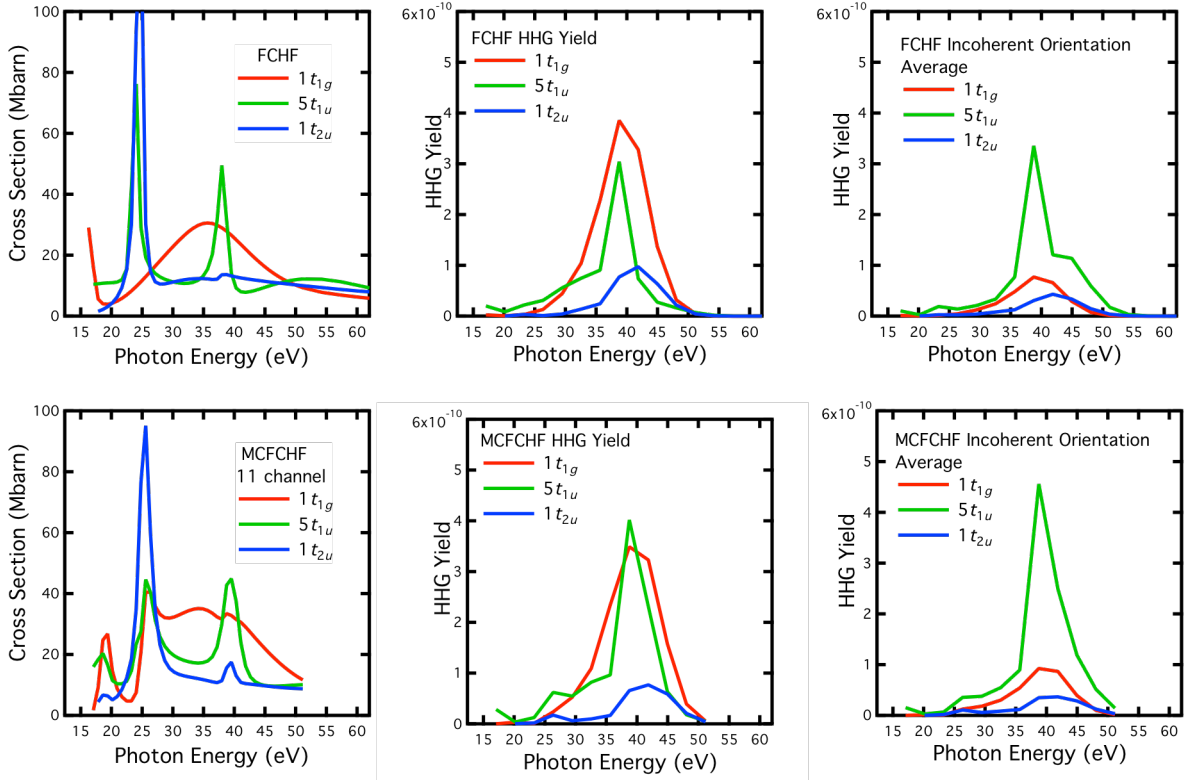 100
80
60
40
20
0
Cross Section (Mbarn)
FCHF
1t1g
5t1u
1t2u
20 30 40 50 60
Photon Energy (eV)
6x10-10
5
4
3
2
1
0
HHG Yield
FCHF HHG Yield
1t1g
5t1u
1t2u
15 20 25 30 35 40 45 50 55 60
Photon Energy (eV)
6x10-10
5
4
3
2
1
0
HHG Yield
FCHF Incoherent Orientation
Average
1t1g
5t1u
1t2u
15 20 25 30 35 40 45 50 55 60
Photon Energy (eV)
100
80
60
40
20
0
Cross Section (Mbarn)
MCFCHF
11 channel
1t1g
5t1u
1t2u
15 20 25 30 35 40 45 50 55 60
Photon Energy (eV)
6x10-10
5
4
3
2
1
0
HHG Yield
MCFCHF HHG Yield
1t1g
5t1u
1t2u
15 20 25 30 35 40 45 50 55 60
Photon Energy (eV)
6x10-10
5
4
3
2
1
0
HHG Yield
MCFCHF Incoherent Orientation
Average
1t1g
5t1u
1t2u
15 20 25 30 35 40 45 50 55 60
Photon Energy (eV)